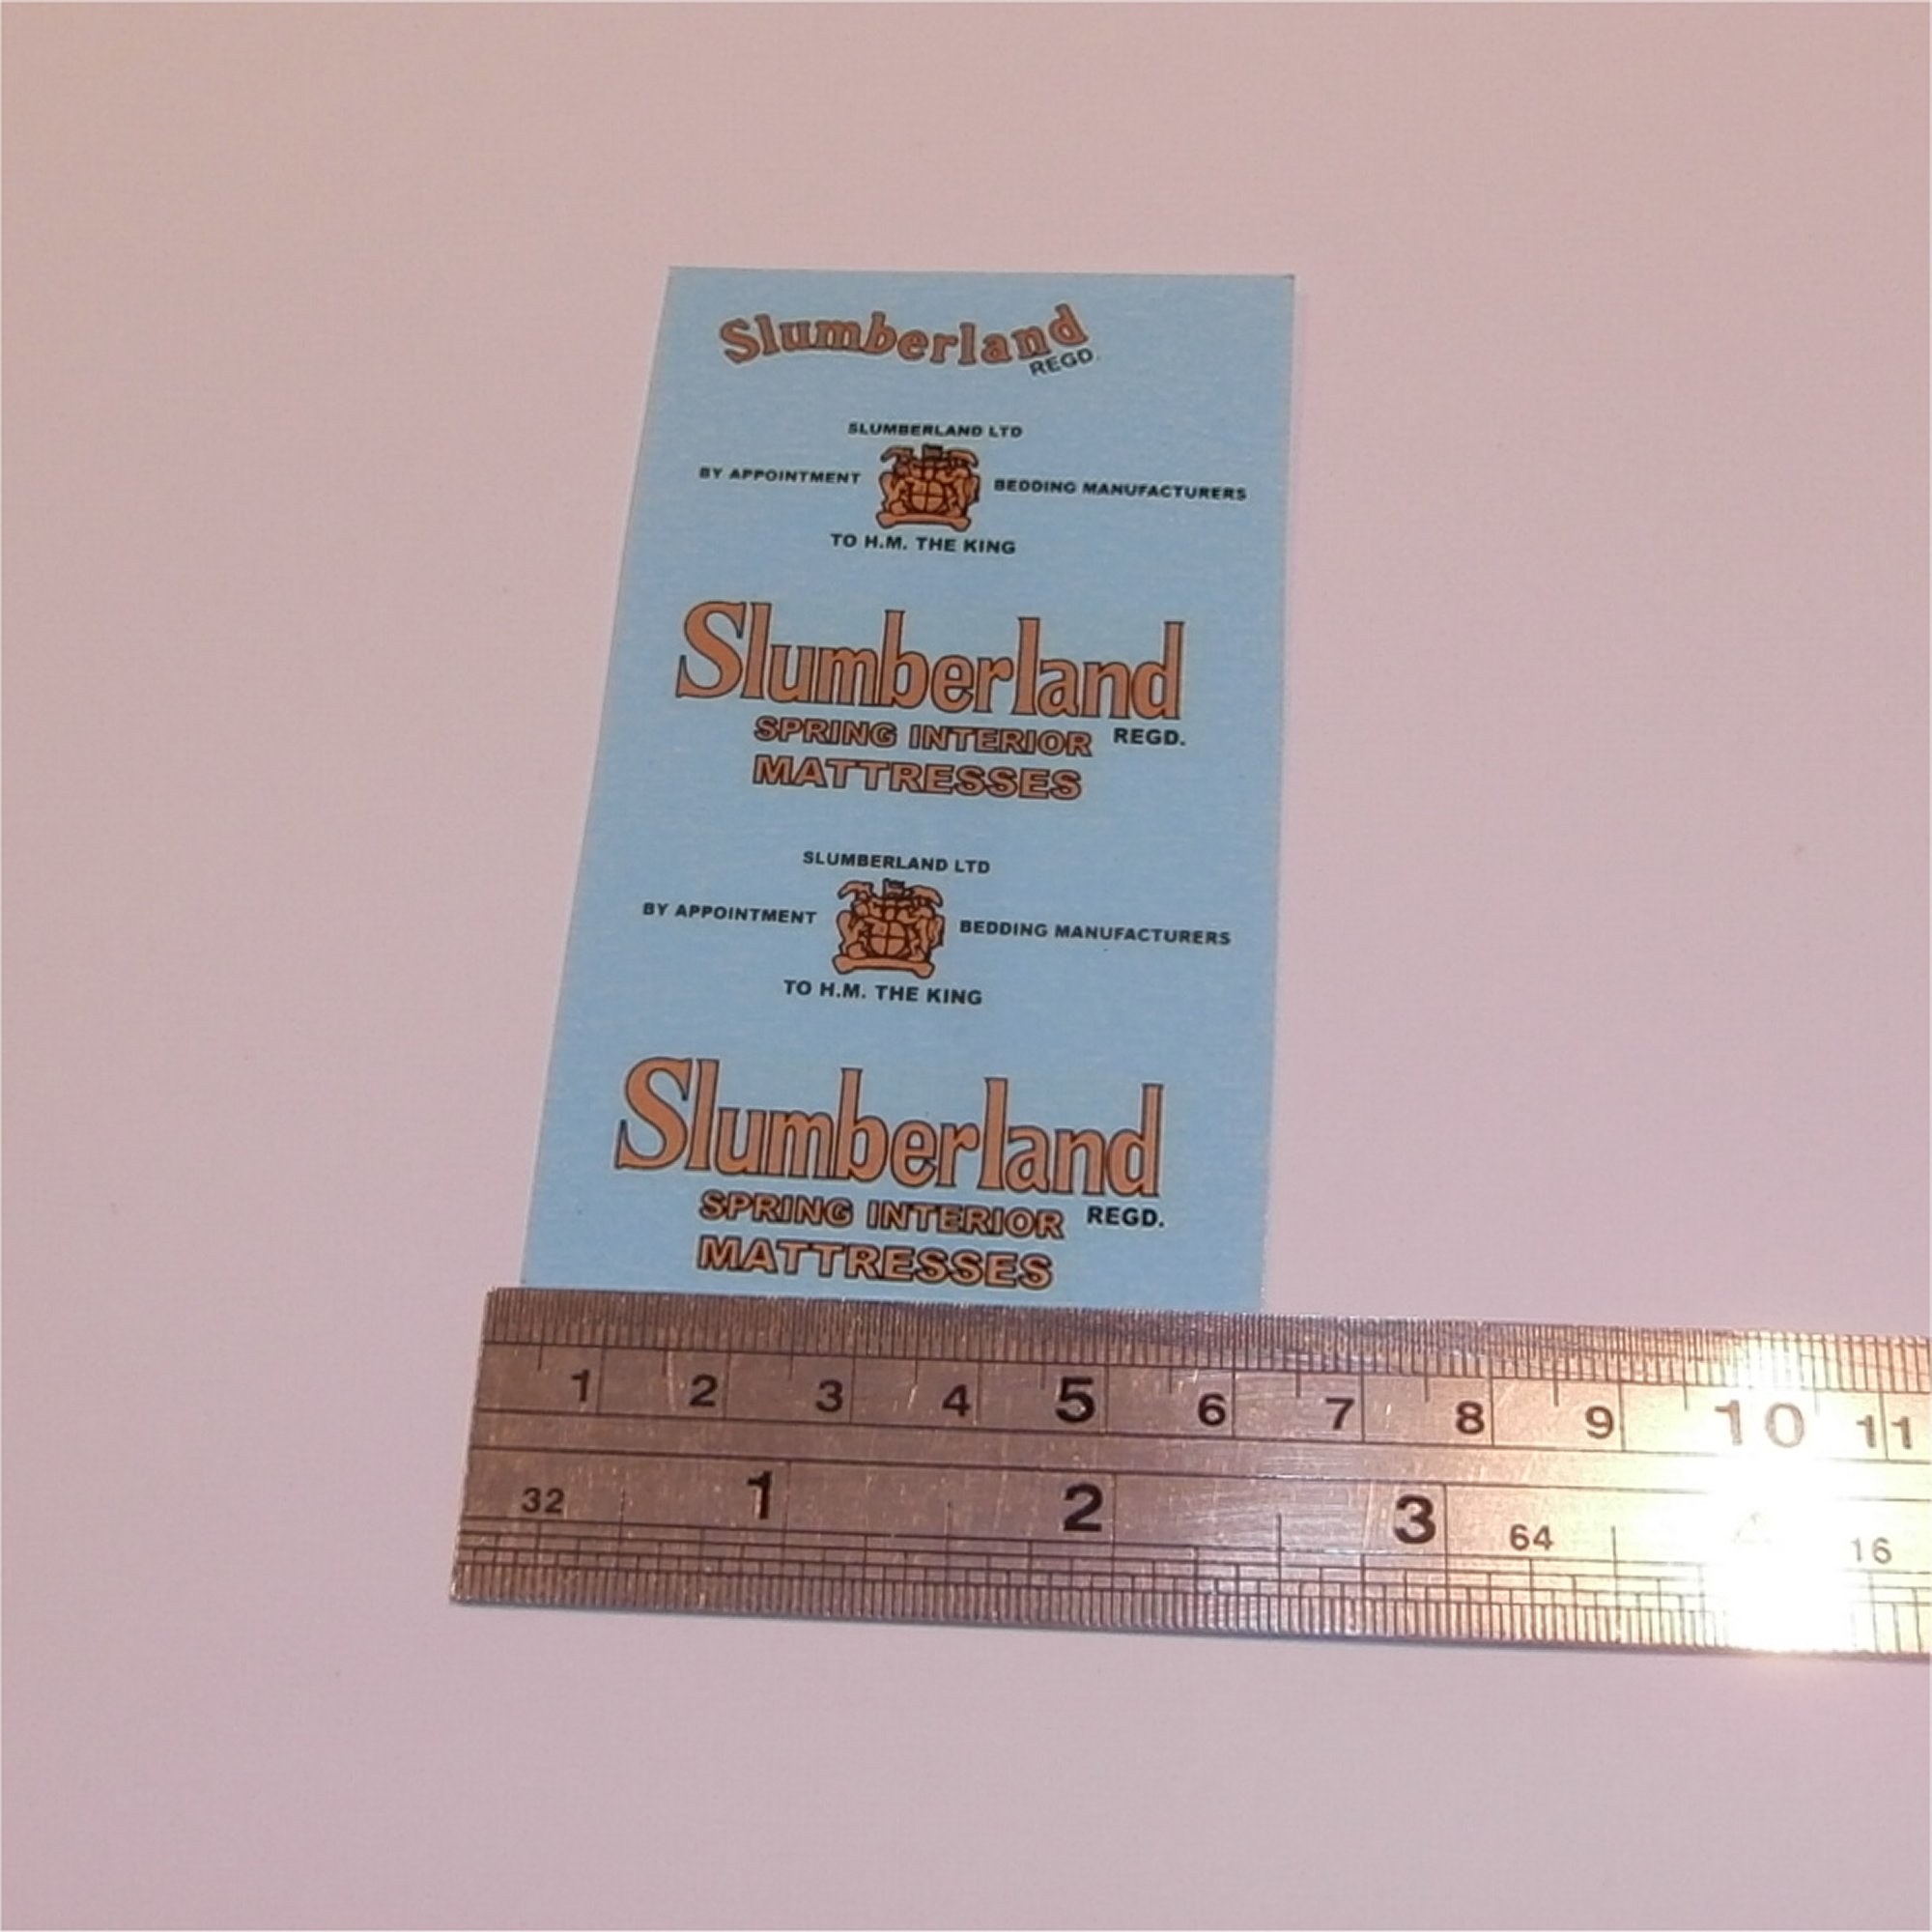 Slumberland
REGD.
SLUMBERLAND LTD
BY APPOINTMENT BEDDING MANUFACTURERS
TO H.M. THE KING
Slumberland
SPRING INTERIOR REGD.
MATTRESSES
SLUMBERLAND LTD
BY APPOINTMENT BEDDING MANUFACTURERS
TO H.M. THE KING
Slumberland
SPRING INTERIOR REGD.
MATTRESSES
1 2 3 4 5 6 7 8 9 10 11
32 1 2 3 64 4 16